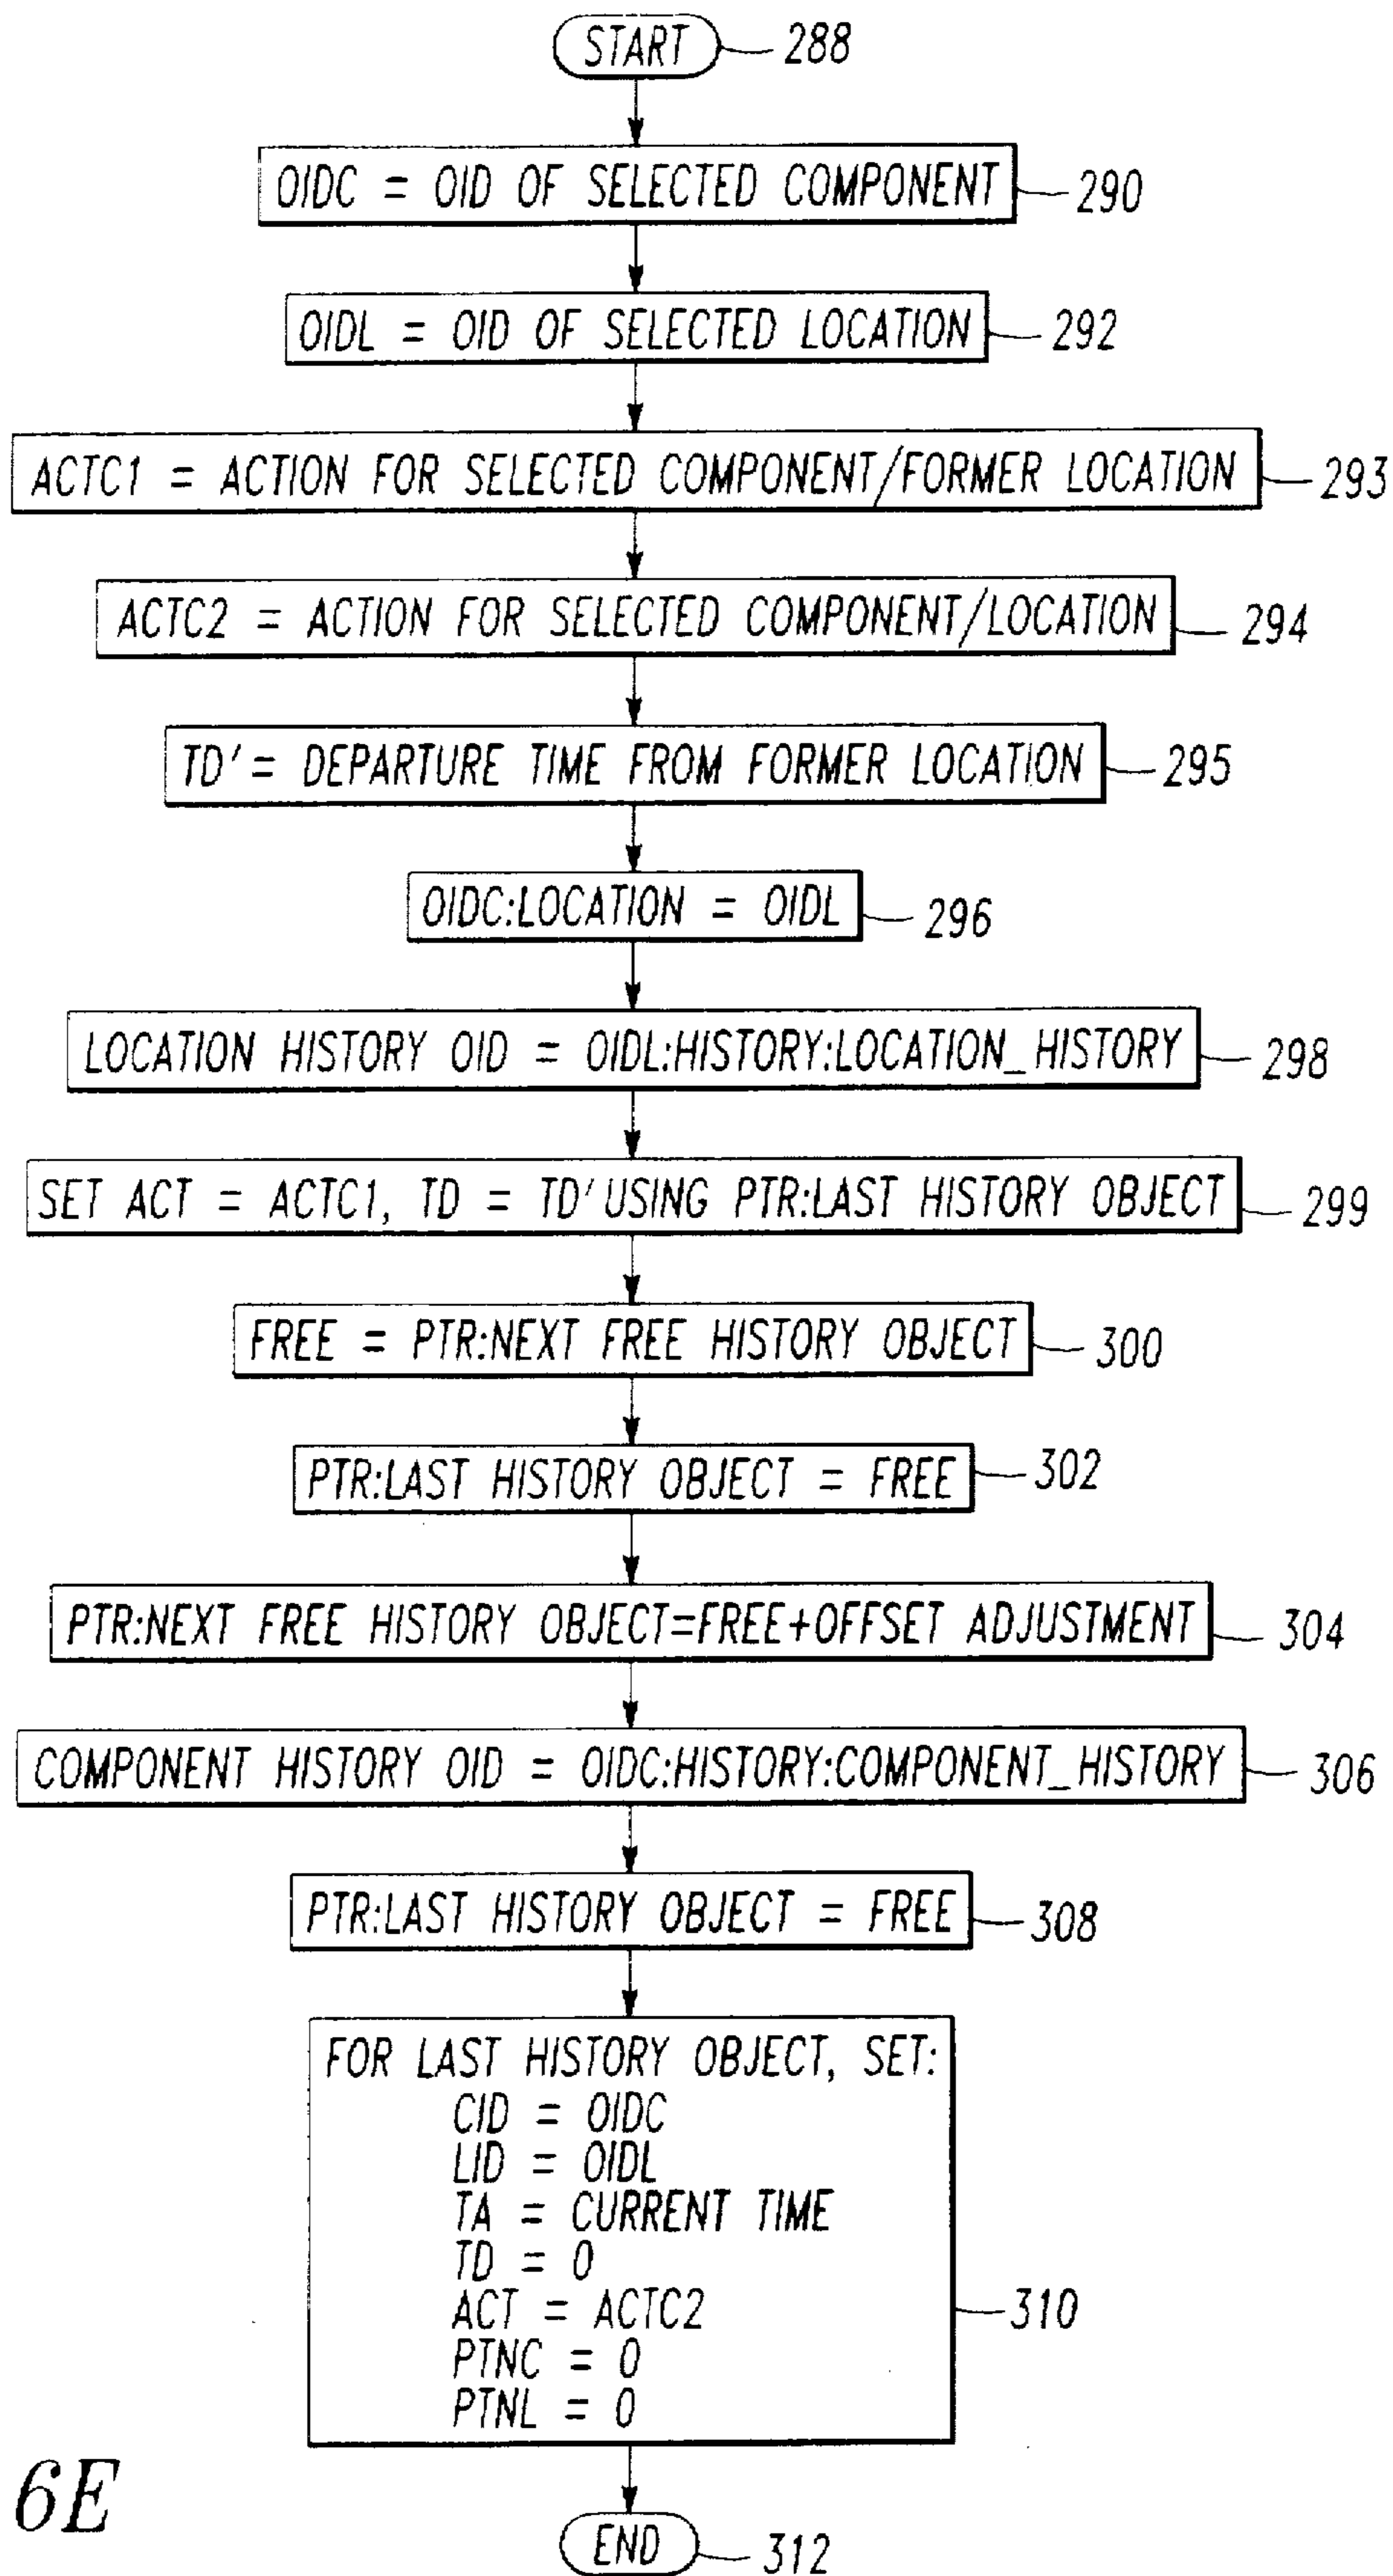 START 288
OIDC = OID OF SELECTED COMPONENT 290
OIDL = OID OF SELECTED LOCATION 292
ACTC1 = ACTION FOR SELECTED COMPONENT/FORMER LOCATION 293
ACTC2 = ACTION FOR SELECTED COMPONENT/LOCATION 294
TD' = DEPARTURE TIME FROM FORMER LOCATION 295
OIDC:LOCATION = OIDL 296
LOCATION HISTORY OID = OIDL:HISTORY:LOCATION_HISTORY 298
SET ACT = ACTC1, TD = TD' USING PTR:LAST HISTORY OBJECT 299
FREE = PTR:NEXT FREE HISTORY OBJECT 300
PTR:LAST HISTORY OBJECT = FREE 302
PTR:NEXT FREE HISTORY OBJECT=FREE+OFFSET ADJUSTMENT 304
COMPONENT HISTORY OID = OIDC:HISTORY:COMPONENT_HISTORY 306
PTR:LAST HISTORY OBJECT = FREE 308
FOR LAST HISTORY OBJECT, SET:
CID = OIDC
LID = OIDL
TA = CURRENT TIME
TD = 0
ACT = ACTC2 310
PTNC = 0
PTNL = 0
6E
END 312